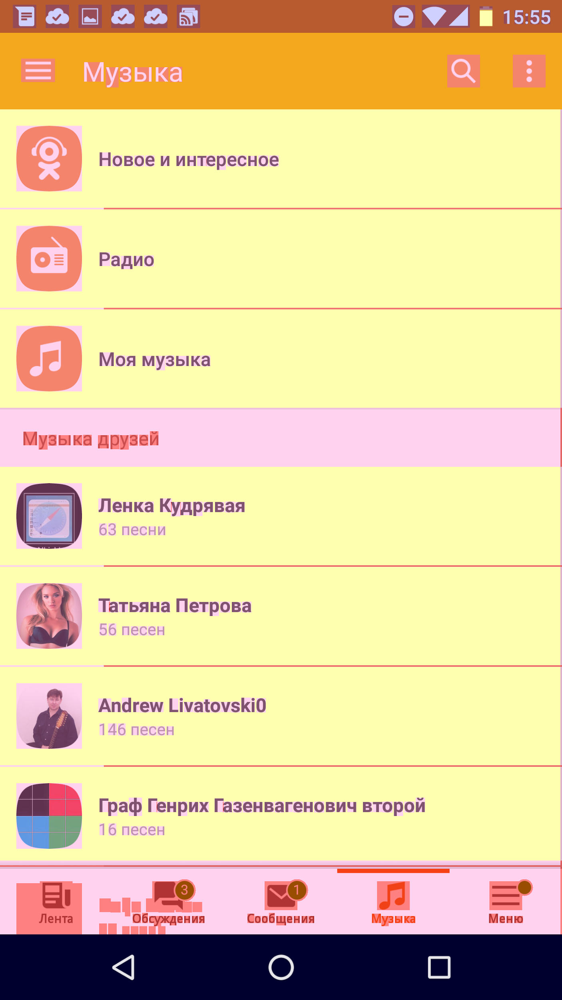 15:55
Музыка
Новое и интересное
Радио
Моя музыка
Музыка друзей
Ленка Кудрявая
63 песни
Татьяна Петрова
56 песен
Andrew Livatovski0
146 песен
Граф Генрих Газенвагенович второй
16 песен
3 1
Лента Обсуждения Сообщения Музыка Меню